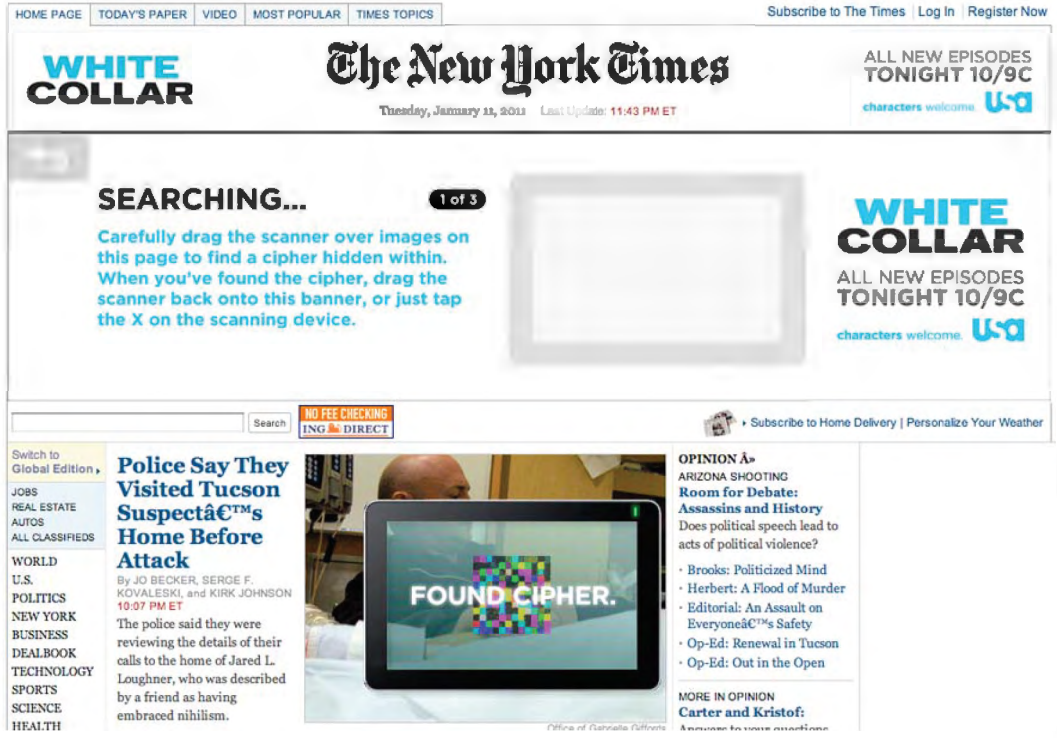 HOME PAGE TODAY'S PAPER VIDEO MOST POPULAR TIMES TOPICS
Subscribe to The Times Log In Register Now
WHITE
COLLAR
The New York Times
Tuesday, January 11, 2011 Last Update: 11:43 PM ET
ALL NEW EPISODES
TONIGHT 10/9C
characters welcome. USA
SEARCHING...
1 of 3
Carefully drag the scanner over images on
this page to find a cipher hidden within.
When you've found the cipher, drag the
scanner back onto this banner, or just tap
the X on the scanning device.
WHITE
COLLAR
ALL NEW EPISODES
TONIGHT 10/9C
characters welcome. USA
Search
NO FEE CHECKING
ING DIRECT
Subscribe to Home Delivery | Personalize Your Weather
Switch to
Global Edition
JOBS
REAL ESTATE
AUTOS
ALL CLASSIFIEDS
WORLD
U.S.
POLITICS
NEW YORK
BUSINESS
DEALBOOK
TECHNOLOGY
SPORTS
SCIENCE
HEALTH
Police Say They
Visited Tucson
Suspectâ€™s
Home Before
Attack
By JO BECKER, SERGE F.
KOVALESKI, and KIRK JOHNSON
10:07 PM ET
The police said they were
reviewing the details of their
calls to the home of Jared L.
Loughner, who was described
by a friend as having
embraced nihilism.
FOUND CIPHER.
Office of Gabrielle Giffords
OPINION Â»
ARIZONA SHOOTING
Room for Debate:
Assassins and History
Does political speech lead to
acts of political violence?
· Brooks: Politicized Mind
· Herbert: A Flood of Murder
· Editorial: An Assault on
Everyoneâ€™s Safety
· Op-Ed: Renewal in Tucson
· Op-Ed: Out in the Open
MORE IN OPINION
Carter and Kristof:
Answers to your questions